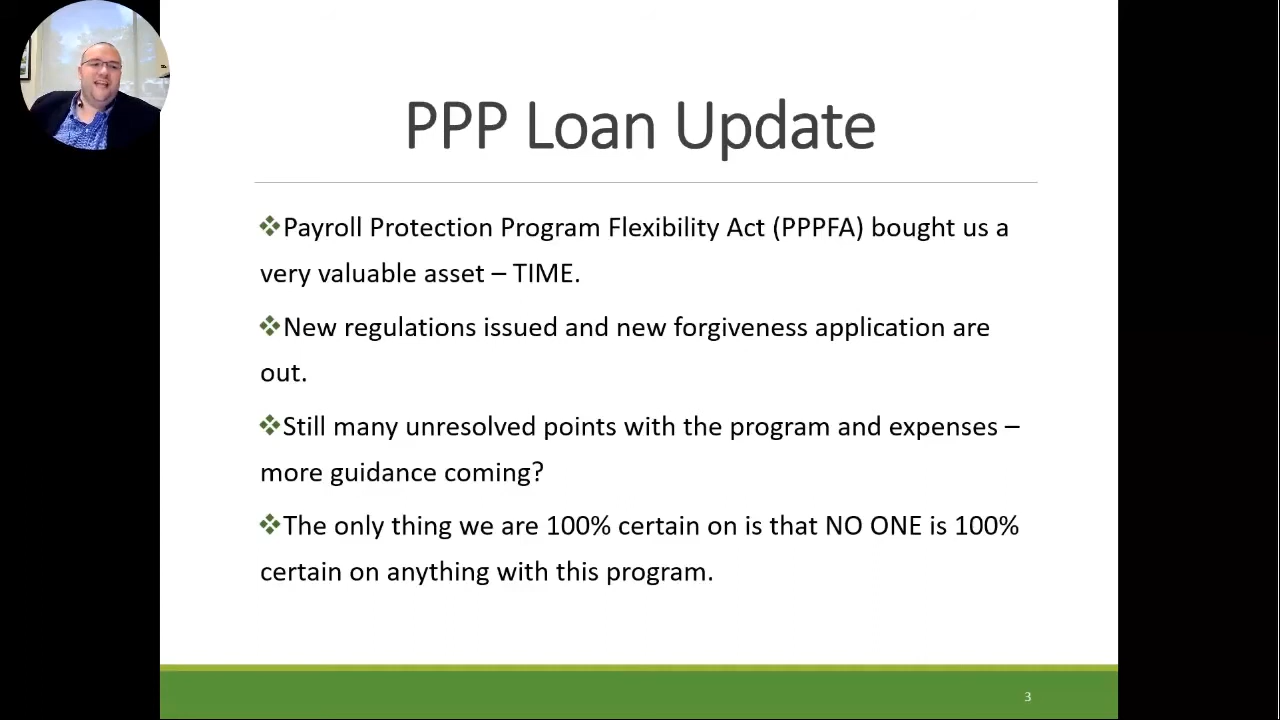 PPP Loan Update
❖Payroll Protection Program Flexibility Act (PPPFA) bought us a
very valuable asset – TIME.
❖New regulations issued and new forgiveness application are
out.
❖Still many unresolved points with the program and expenses –
more guidance coming?
❖The only thing we are 100% certain on is that NO ONE is 100%
certain on anything with this program.
3